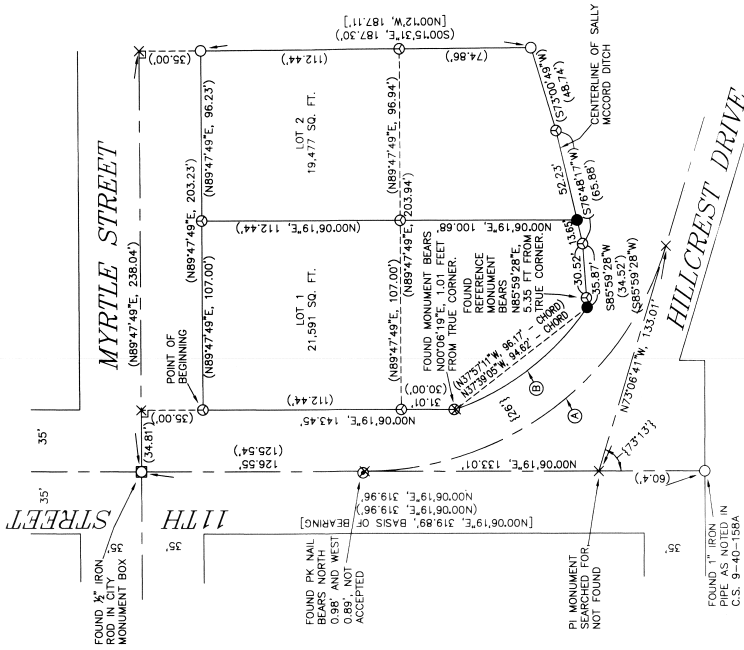 MYRTLE STREET
(N89°47'49"E, 238.04')
(35.00')
(35.00')
(34.81')
POINT OF
BEGINNING
(N89°47'49"E, 203.23')
(N89°47'49"E, 107.00')
(N89°47'49"E, 96.23')
[N00°12'W, 187.11']
(S00°15'31"E, 187.30')
(112.44')
(74.86')
LOT 2
19,477 SQ. FT.
(N00°06'19"E, 112.44')
LOT 1
21,591 SQ. FT.
(112.44')
N00°06'19"E, 143.45'
(N89°47'49"E, 96.94')
(N89°47'49"E, 203.94')
(N89°47'49"E, 107.00')
N00°06'19"E, 100.68'
S73°00'49"W)
(48.74')
CENTERLINE OF SALLY
MCCORD DITCH
52.23'
S76°48'17"W)
(65.88')
13.65'
30.52'
35.87'
S85°59'28"W
(34.52')
(S85°59'28"W)
FOUND MONUMENT BEARS
N00°06'19"E, 1.01 FEET
FROM TRUE CORNER.
FOUND
REFERENCE
MONUMENT
BEARS
N85°59'28"E,
5.35 FT FROM
TRUE CORNER.
(30.00')
31.01'
(N37°57'11"W, 96.17' - CHORD)
N37°39'05"W, 94.62' - CHORD
{26'}
B
A
HILLCREST DRIVE
N73°06'41"W, 133.01'
{73°13'}
N00°06'19"E, 133.01'
(60.4')
(125.54')
126.55'
N00°06'19"E, 319.96'
(N00°06'19"E, 319.96')
[N00°06'19"E, 319.89', BASIS OF BEARING]
11TH
STREET
35'
35'
35'
35'
35'
35'
FOUND ½" IRON
ROD IN CITY
MONUMENT BOX
FOUND PK NAIL
BEARS NORTH
0.98' AND WEST
0.89', NOT
ACCEPTED
PI MONUMENT
SEARCHED FOR,
NOT FOUND
FOUND 1" IRON
PIPE AS NOTED IN
C.S. 9-40-158A